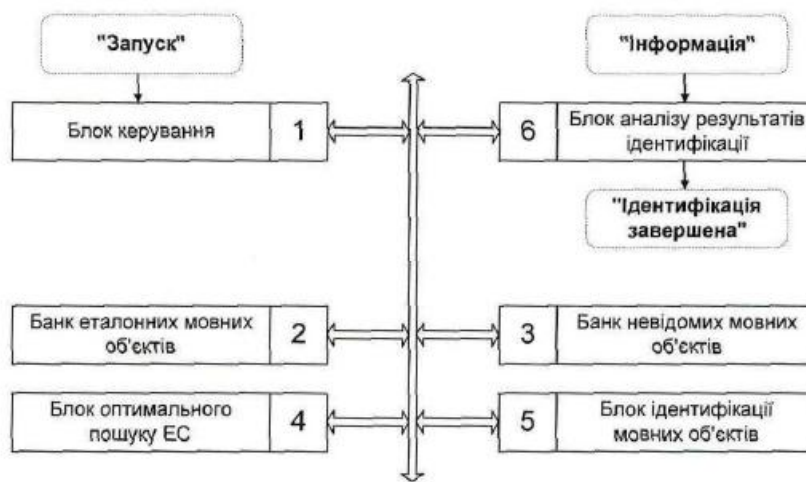 "Запуск"
"Інформація"
Блок керування
1
6
Блок аналізу результатів
ідентифікації
"Ідентифікація
завершена"
Банк еталонних мовних
об'єктів
2
3
Банк невідомих мовних
об'єктів
Блок оптимального
пошуку ЕС
4
5
Блок ідентифікації
мовних об'єктів